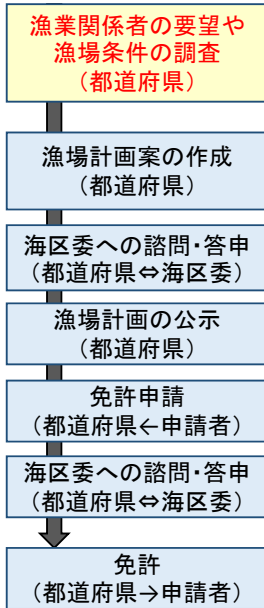 漁業関係者の要望や
漁場条件の調査
（都道府県）
漁場計画案の作成
（都道府県）
海区委への諮問・答申
（都道府県⇔海区委）
漁場計画の公示
（都道府県）
免許申請
（都道府県←申請者）
海区委への諮問・答申
（都道府県⇔海区委）
免許
（都道府県→申請者）